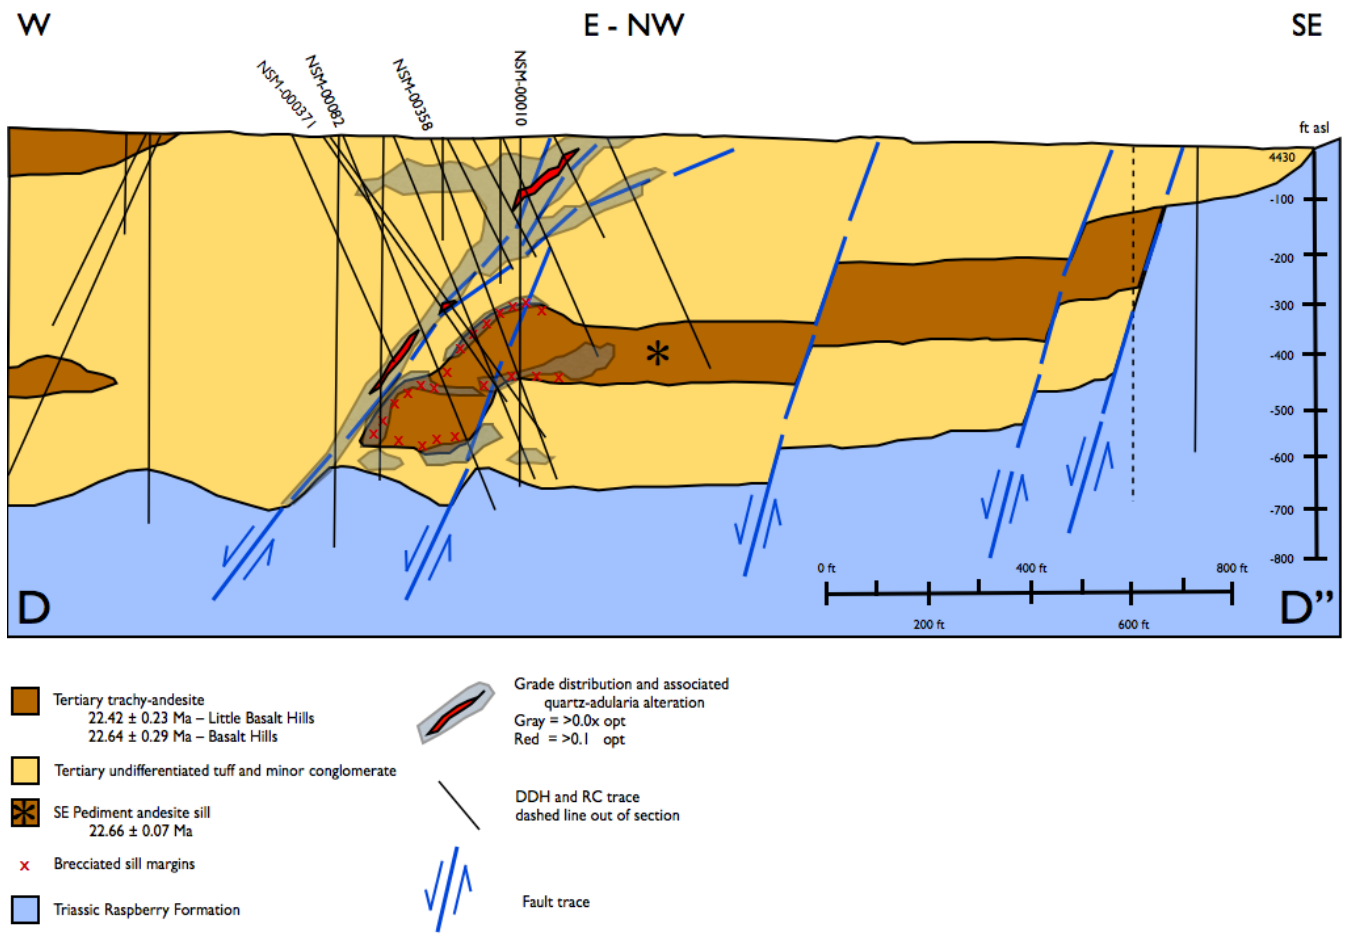 W
E - NW
SE
NSM-000371
NSM-00082
NSM-00358
NSM-00010
ft asl
4430
-100
-200
-300
-400
-500
-600
-700
-800
*
0 ft
400 ft
800 ft
200 ft
600 ft
D
D”
Tertiary trachy-andesite
22.42 ± 0.23 Ma – Little Basalt Hills
22.64 ± 0.29 Ma – Basalt Hills
Tertiary undifferentiated tuff and minor conglomerate
* SE Pediment andesite sill
22.66 ± 0.07 Ma
x Brecciated sill margins
Triassic Raspberry Formation
Grade distribution and associated
quartz-adularia alteration
Gray = >0.0x opt
Red = >0.1 opt
DDH and RC trace
dashed line out of section
Fault trace